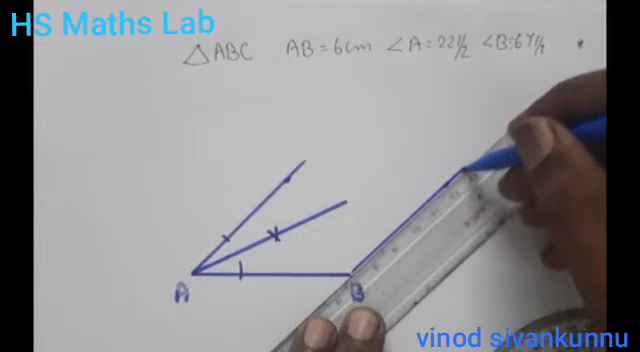 HS Maths Lab
△ABC AB = 6cm ∠A = 22½ ∠B = 67½
A B
vinod sivankunnu